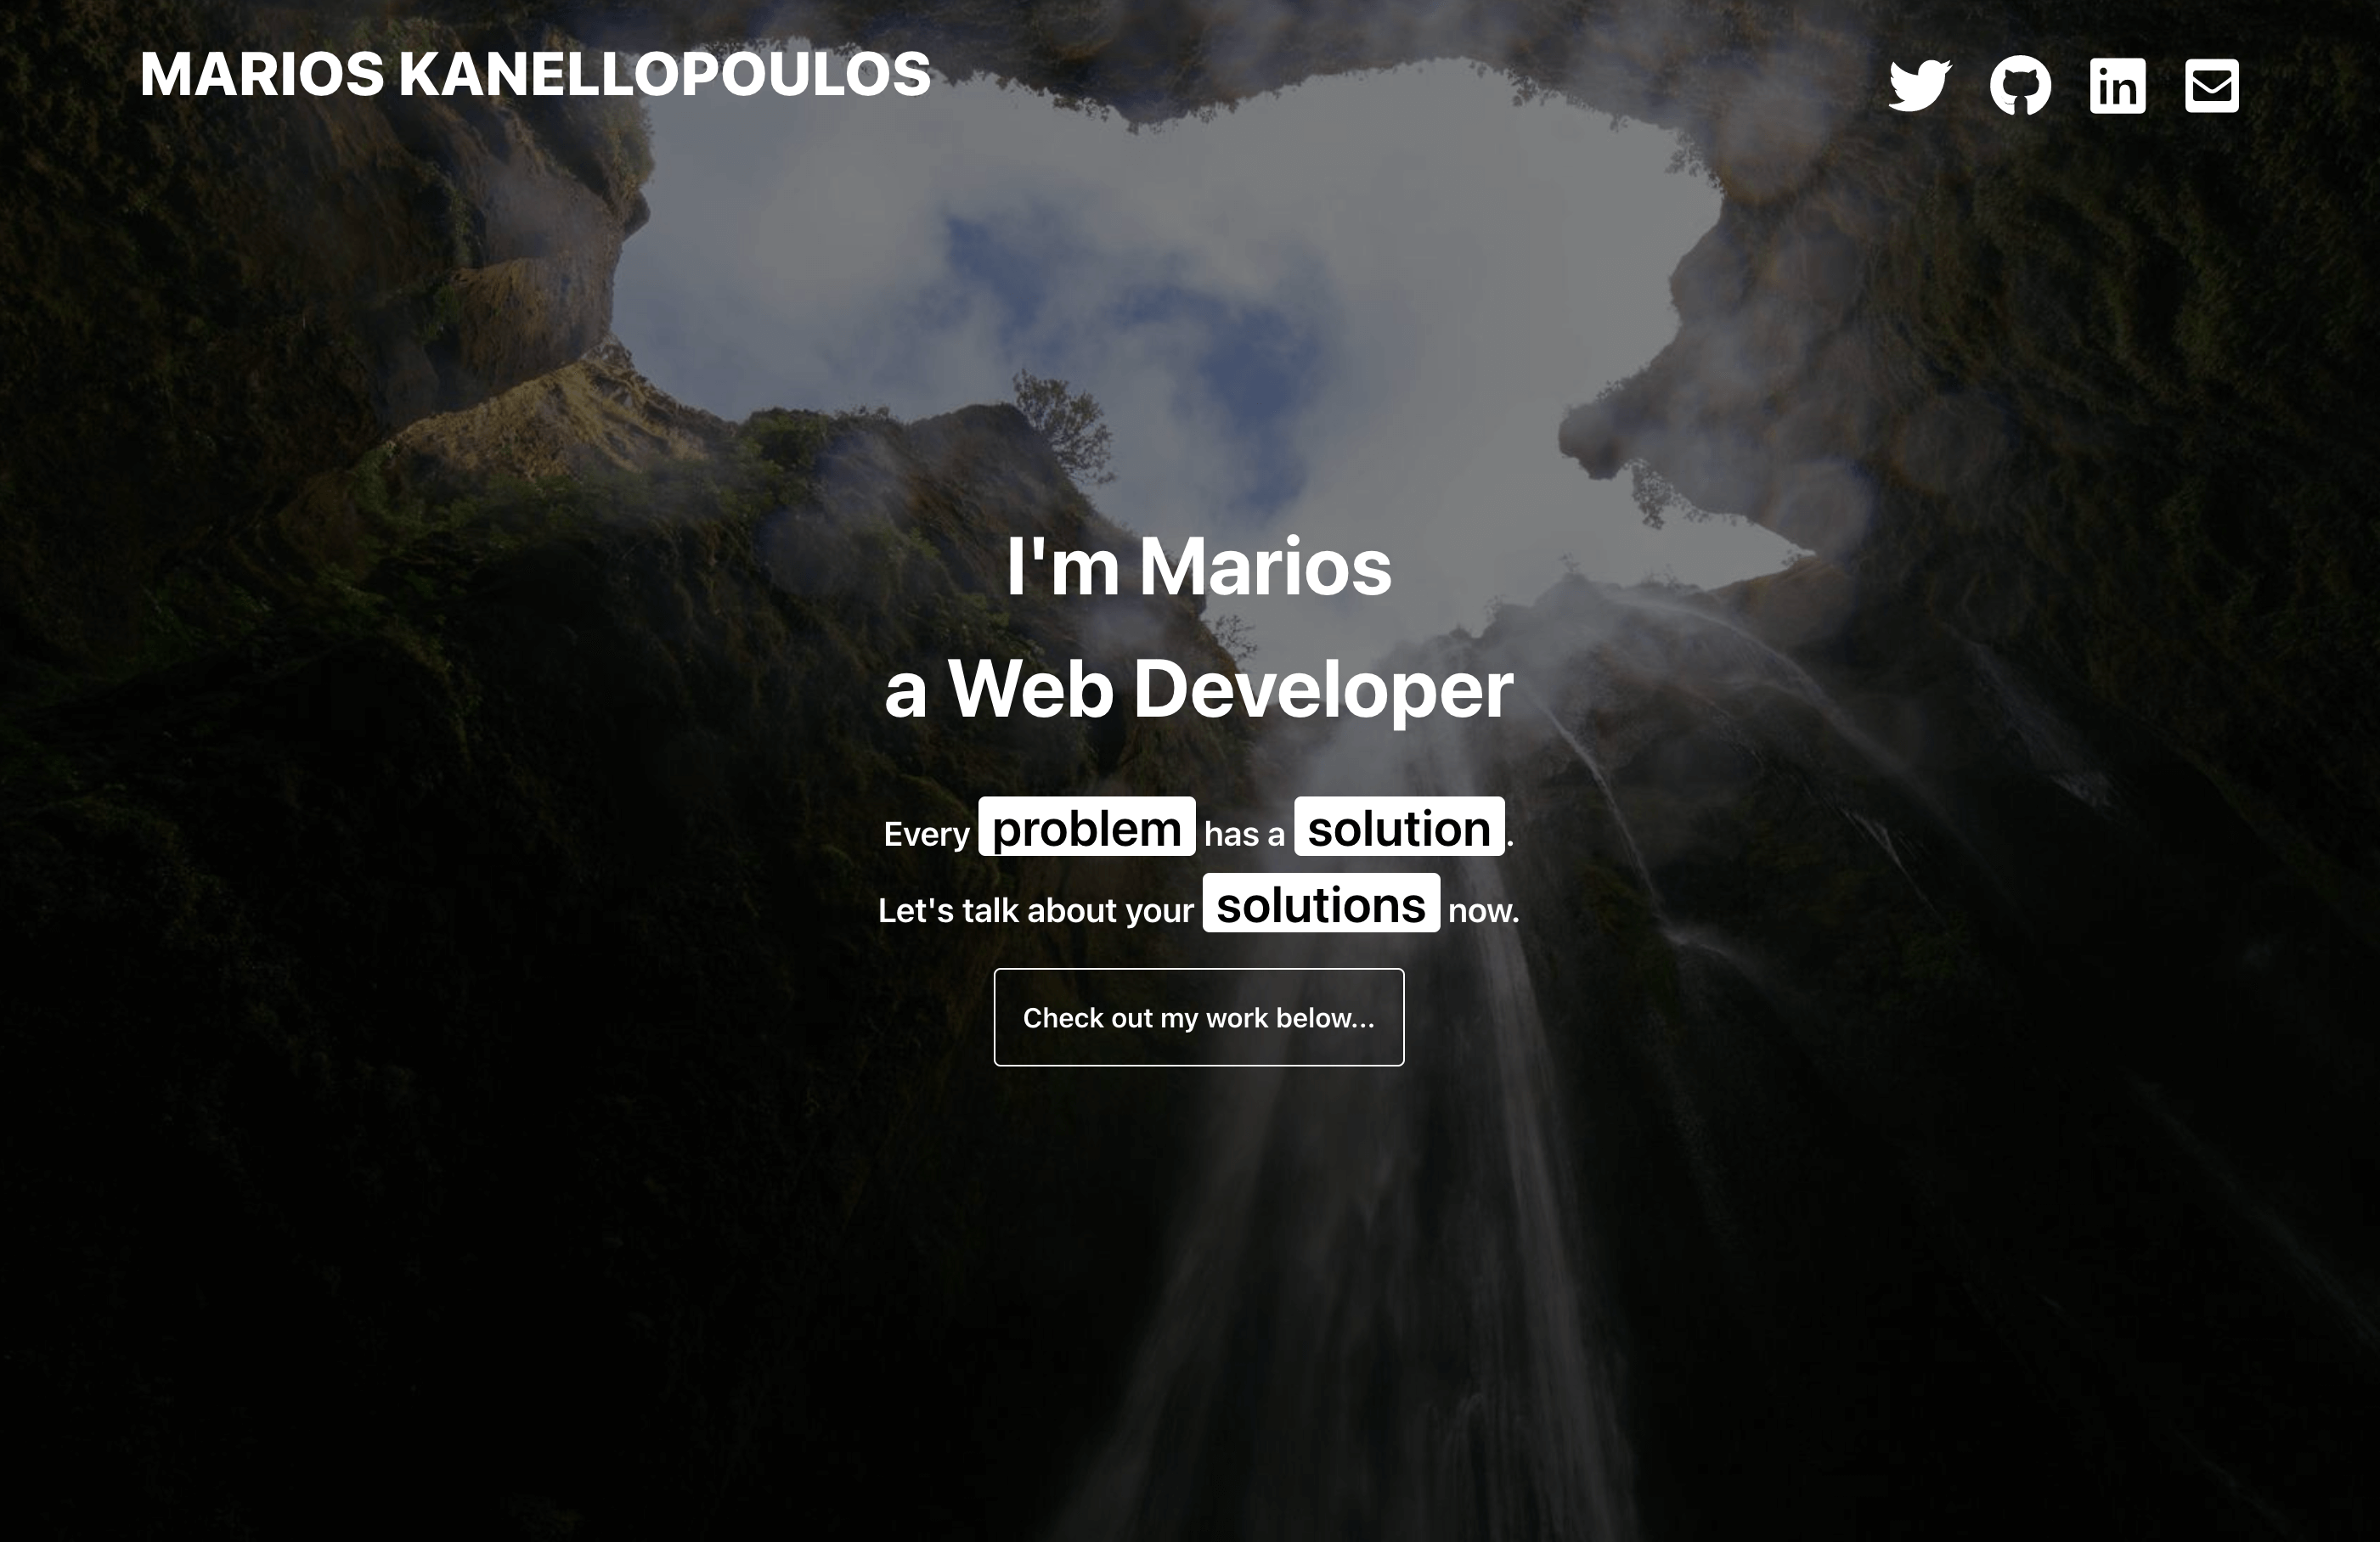 MARIOS KANELLOPOULOS
in
I'm Marios
a Web Developer
Every problem has a solution.
Let's talk about your solutions now.
Check out my work below...